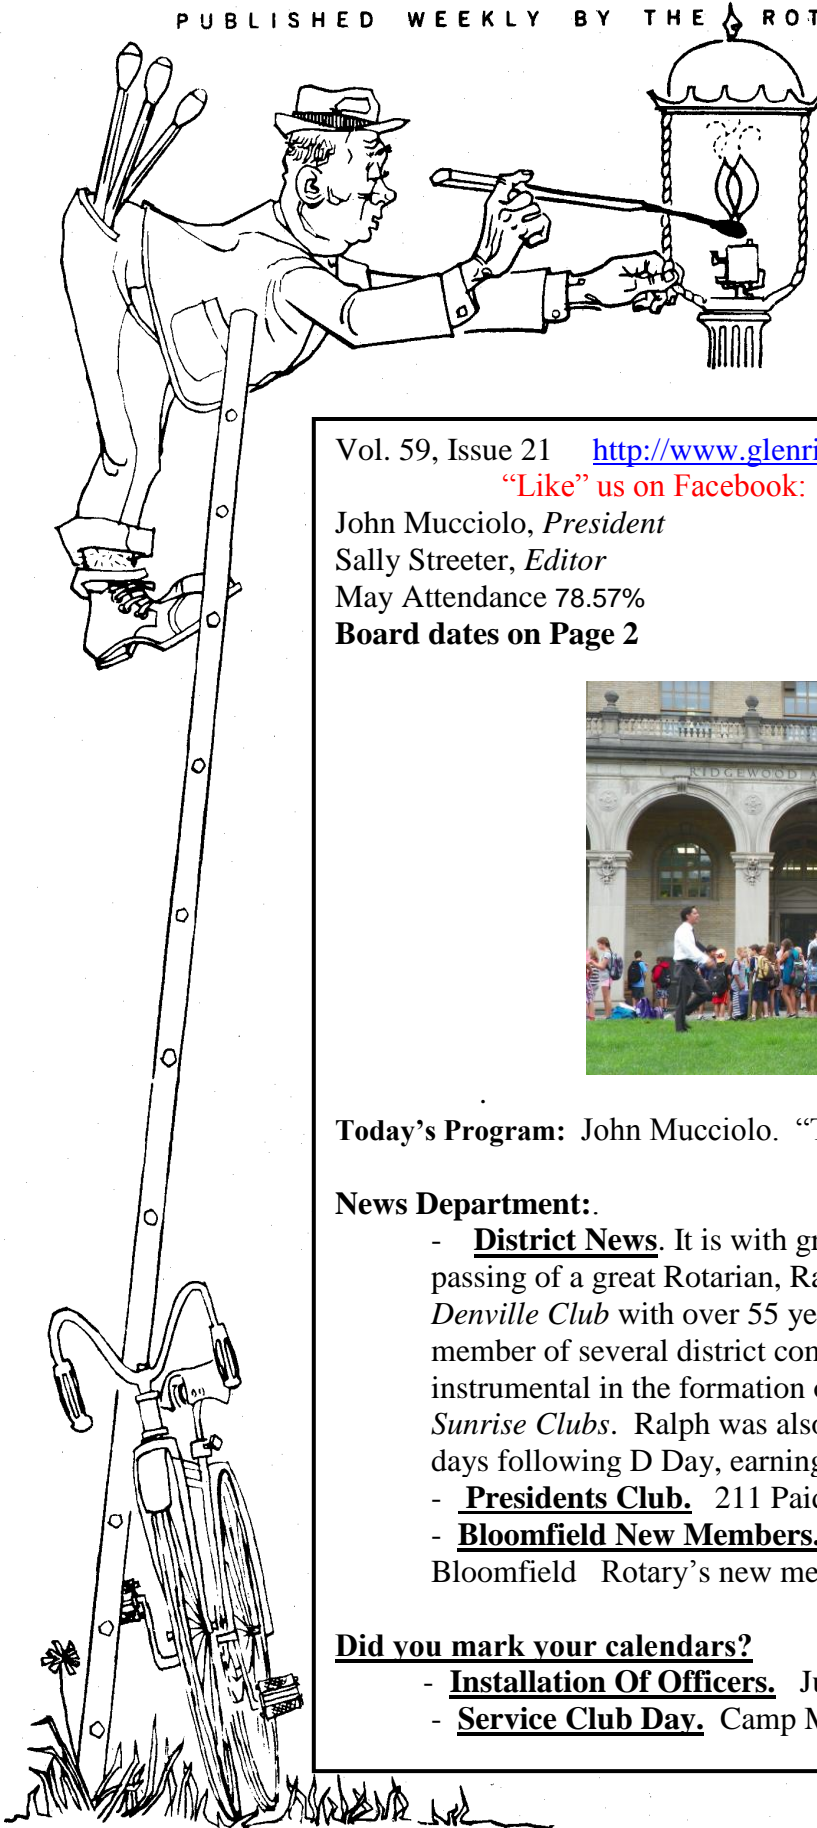 PUBLISHED WEEKLY BY THE ROT
Vol. 59, Issue 21 http://www.glenri
“Like” us on Facebook:
John Mucciolo, President
Sally Streeter, Editor
May Attendance 78.57%
Board dates on Page 2
RIDGEWOOD A
.
Today’s Program: John Mucciolo. “T
News Department:.
- District News. It is with gr
passing of a great Rotarian, Ra
Denville Club with over 55 ye
member of several district con
instrumental in the formation o
Sunrise Clubs. Ralph was also
days following D Day, earning
- Presidents Club. 211 Paid
- Bloomfield New Members.
Bloomfield Rotary’s new me
Did you mark your calendars?
- Installation Of Officers. Ju
- Service Club Day. Camp M